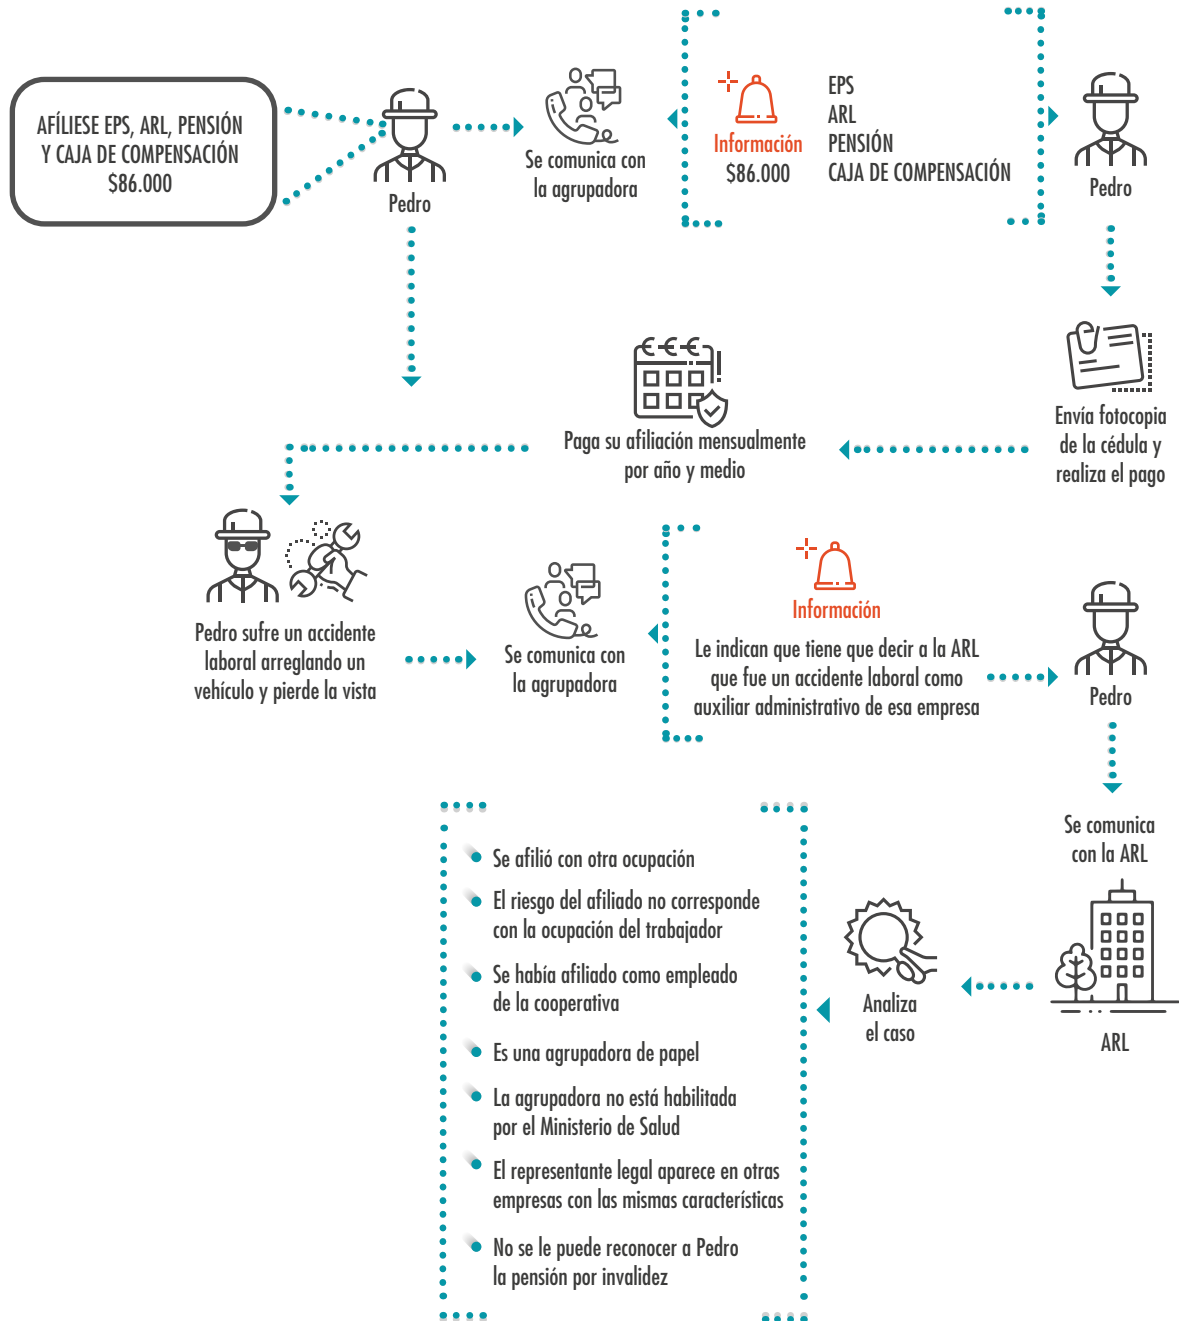 AFÍLIESE EPS, ARL, PENSIÓN
Y CAJA DE COMPENSACIÓN
$86.000
Pedro
Se comunica con
la agrupadora
Información
$86.000
EPS
ARL
PENSIÓN
CAJA DE COMPENSACIÓN
Pedro
Envía fotocopia
de la cédula y
realiza el pago
Paga su afiliación mensualmente
por año y medio
Pedro sufre un accidente
laboral arreglando un
vehículo y pierde la vista
Se comunica con
la agrupadora
Información
Le indican que tiene que decir a la ARL
que fue un accidente laboral como
auxiliar administrativo de esa empresa
Pedro
Se comunica
con la ARL
ARL
Analiza
el caso
Se afilió con otra ocupación
El riesgo del afiliado no corresponde
con la ocupación del trabajador
Se había afiliado como empleado
de la cooperativa
Es una agrupadora de papel
La agrupadora no está habilitada
por el Ministerio de Salud
El representante legal aparece en otras
empresas con las mismas características
No se le puede reconocer a Pedro
la pensión por invalidez